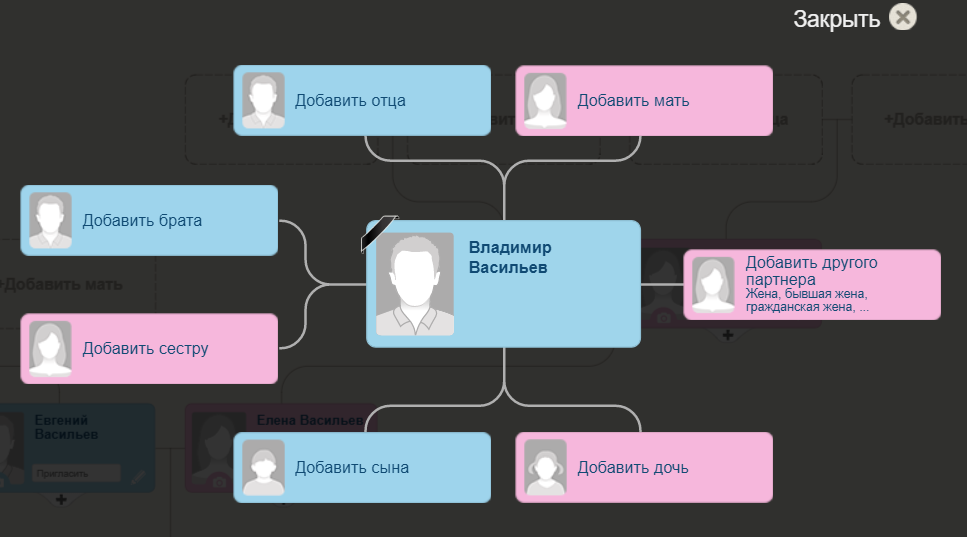 Закрыть
Добавить отца
Добавить мать
+Добавить
Добавить брата
Владимир
Васильев
Добавить другого
партнера
Жена, бывшая жена,
гражданская жена, ...
Добавить мать
Добавить сестру
Евгений
Васильев
Елена Васильев
Пригласить
Добавить сына
Добавить дочь